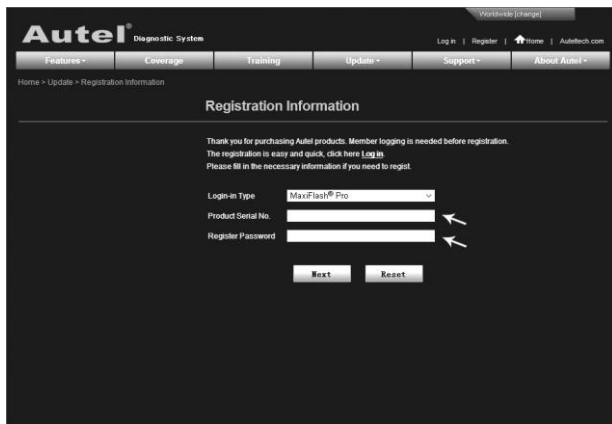 Worldwide [change]
Autel® Diagnostic System
Log in | Register | Home | Auteltech.com
Features Coverage Training Update Support About Autel
Home > Update > Registration Information
Registration Information
Thank you for purchasing Autel products. Member logging is needed before registration.
The registration is easy and quick, click here Log in.
Please fill in the necessary information if you need to regist.
Login-in Type MaxiFlash® Pro
Product Serial No.
Register Password
Next Reset